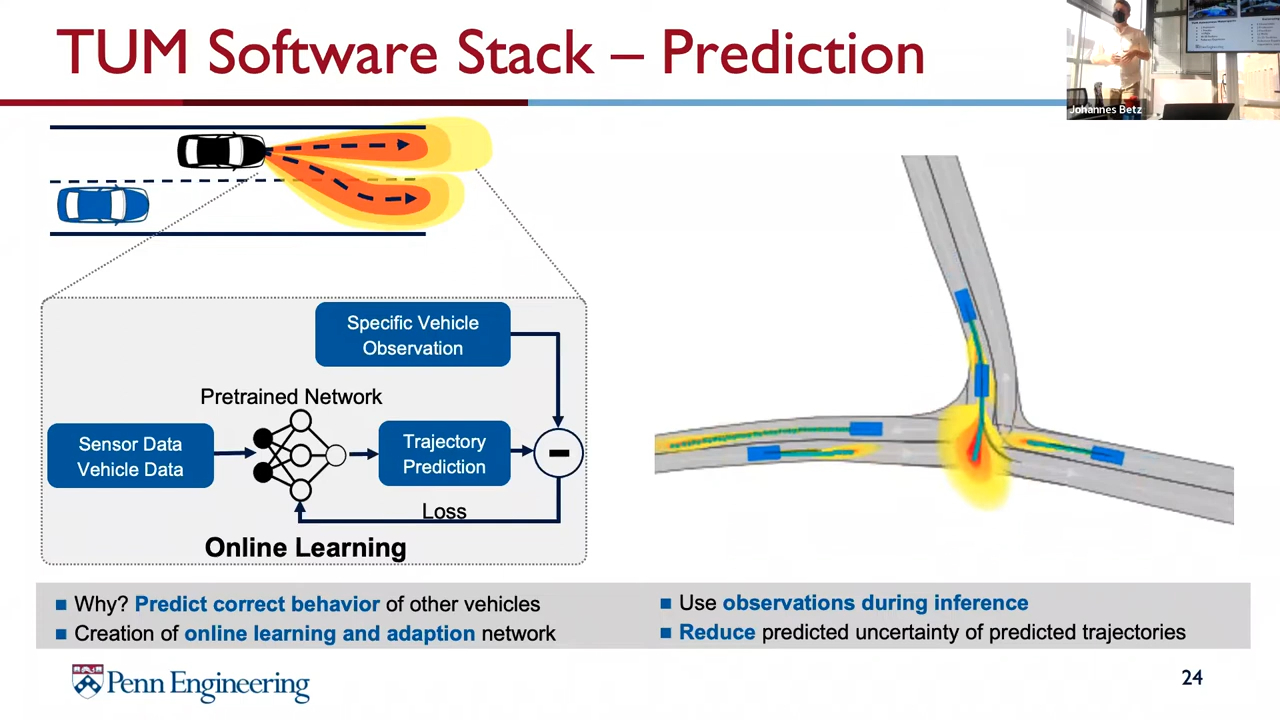 TUM Software Stack – Prediction
Johannes Betz
Specific Vehicle
Observation
Pretrained Network
Sensor Data
Vehicle Data
Trajectory
Prediction
Loss
Online Learning
■ Why? Predict correct behavior of other vehicles
■ Creation of online learning and adaption network
■ Use observations during inference
■ Reduce predicted uncertainty of predicted trajectories
Penn Engineering
24